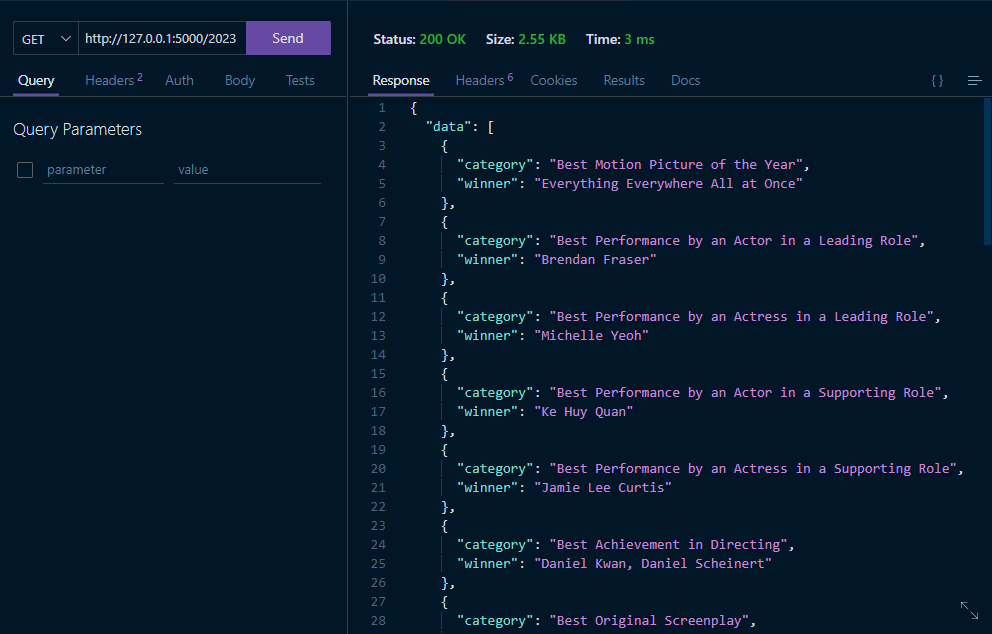 GET http://127.0.0.1:5000/2023 Send
Query Headers 2 Auth Body Tests
Query Parameters
parameter value
Status: 200 OK Size: 2.55 KB Time: 3 ms
Response Headers 6 Cookies Results Docs {}
1 {
2 "data": [
3 {
4 "category": "Best Motion Picture of the Year",
5 "winner": "Everything Everywhere All at Once"
6 },
7 {
8 "category": "Best Performance by an Actor in a Leading Role",
9 "winner": "Brendan Fraser"
10 },
11 {
12 "category": "Best Performance by an Actress in a Leading Role",
13 "winner": "Michelle Yeoh"
14 },
15 {
16 "category": "Best Performance by an Actor in a Supporting Role",
17 "winner": "Ke Huy Quan"
18 },
19 {
20 "category": "Best Performance by an Actress in a Supporting Role",
21 "winner": "Jamie Lee Curtis"
22 },
23 {
24 "category": "Best Achievement in Directing",
25 "winner": "Daniel Kwan, Daniel Scheinert"
26 },
27 {
28 "category": "Best Original Screenplay",